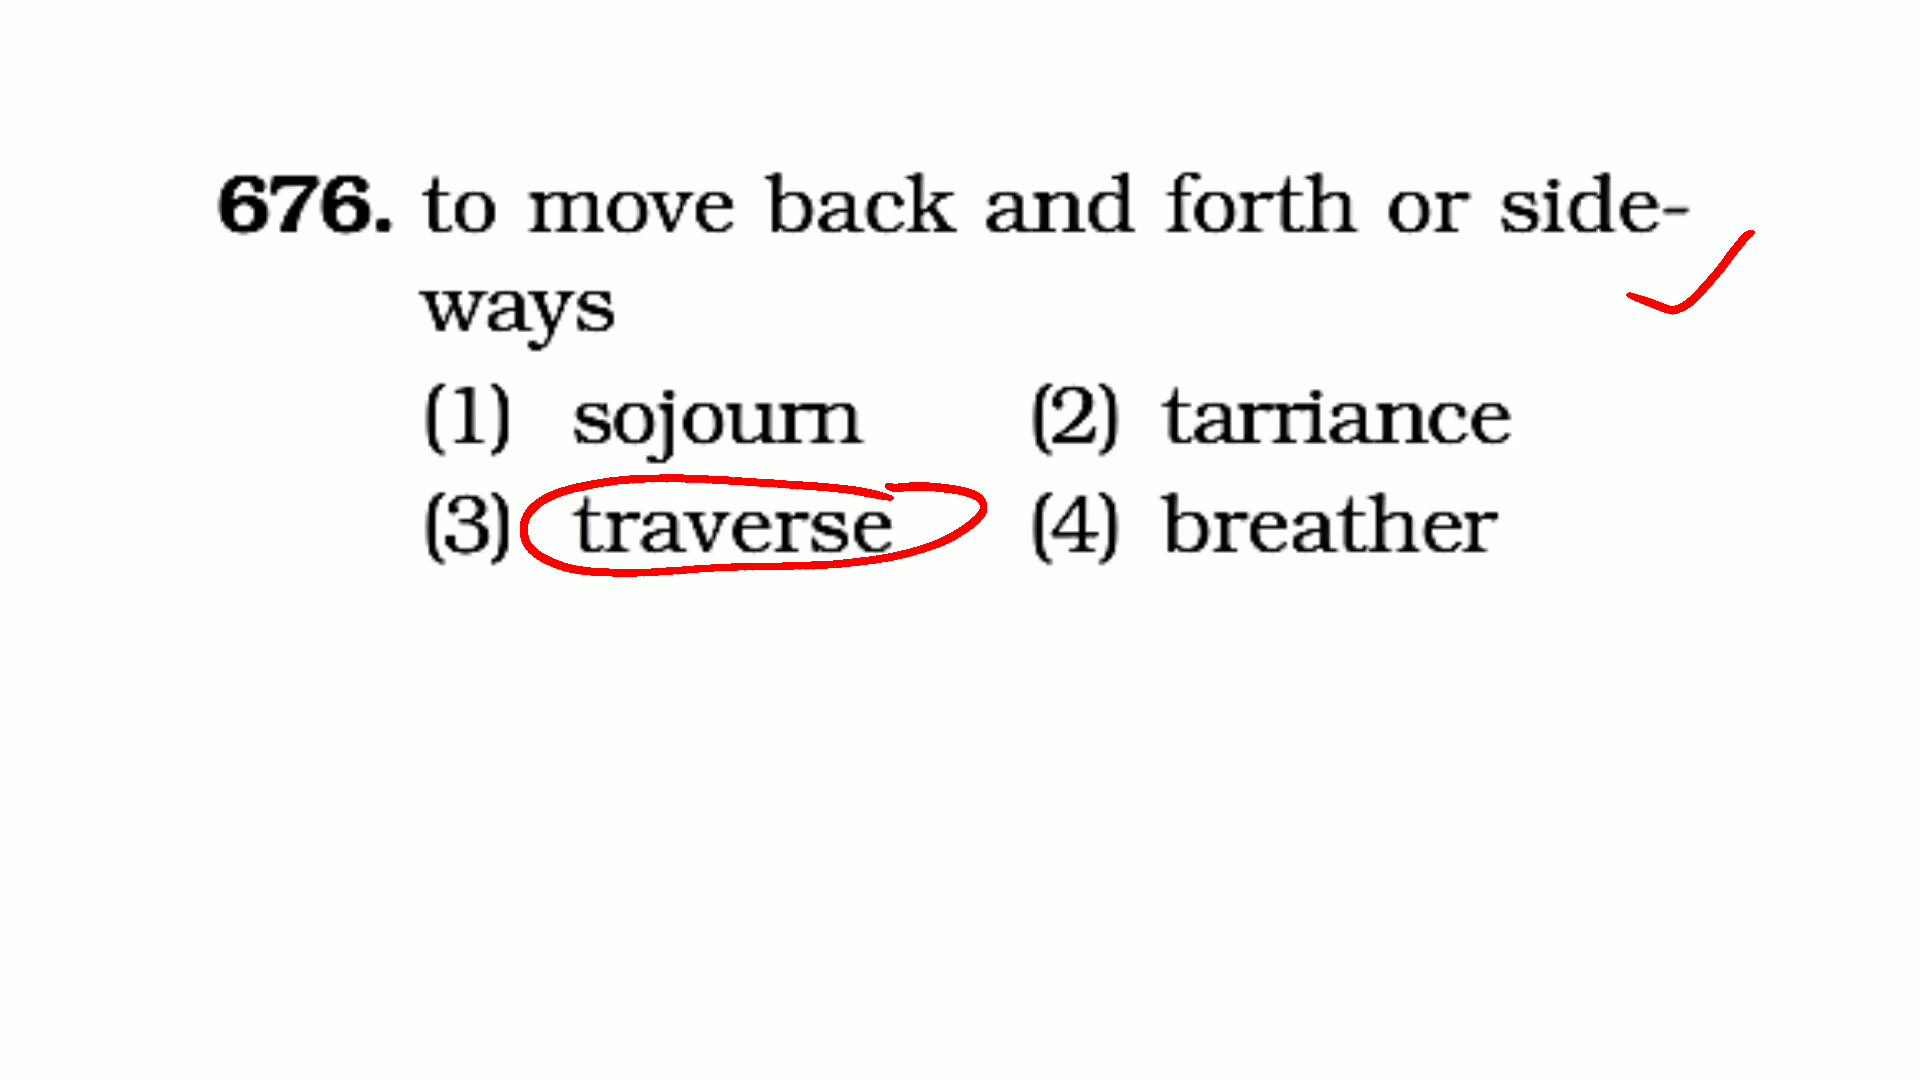 676. to move back and forth or side-
ways
(1) sojourn (2) tarriance
(3) traverse (4) breather